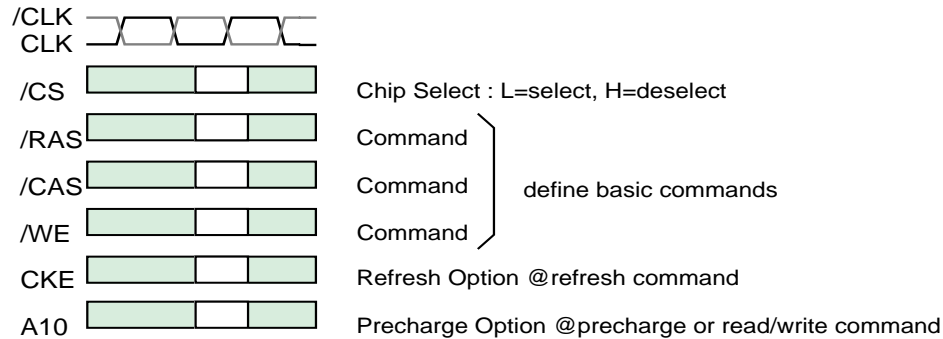 /CLK
CLK
/CS Chip Select : L=select, H=deselect
/RAS Command
/CAS Command define basic commands
/WE Command
CKE Refresh Option @refresh command
A10 Precharge Option @precharge or read/write command